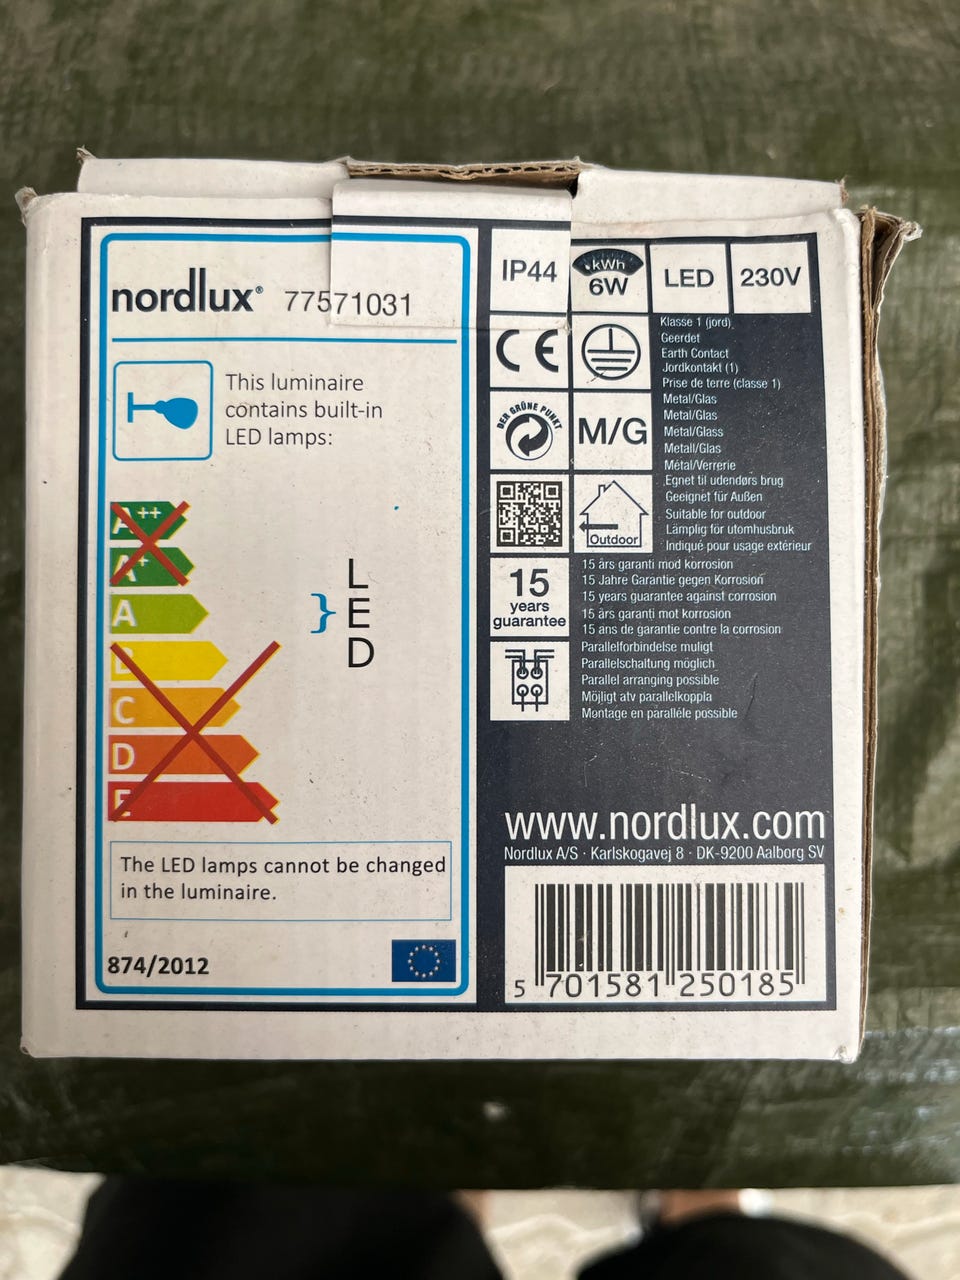 nordlux® 77571031
This luminaire
contains built-in
LED lamps:
A++
A+
A
B
C
D
E
L
E
D
The LED lamps cannot be changed
in the luminaire.
874/2012
IP44
kWh
6W
LED
230V
CE
Klasse 1 (jord)
Geerdet
Earth Contact
Jordkontakt (1)
Prise de terre (classe 1)
DER GRÜNE PUNKT
M/G
Metal/Glas
Metal/Glas
Metal/Glass
Metall/Glas
Métal/Verrerie
Outdoor
Egnet til udendørs brug
Geeignet für Außen
Suitable for outdoor
Lämplig för utomhusbruk
Indiqué pour usage extérieur
15
years
guarantee
15 års garanti mod korrosion
15 Jahre Garantie gegen Korrosion
15 years guarantee against corrosion
15 års garanti mot korrosion
15 ans de garantie contre la corrosion
Parallelforbindelse muligt
Parallelschaltung möglich
Parallel arranging possible
Möjligt atv parallelkoppla
Montage en paralléle possible
www.nordlux.com
Nordlux A/S · Karlskogavej 8 · DK-9200 Aalborg SV
5 701581 250185